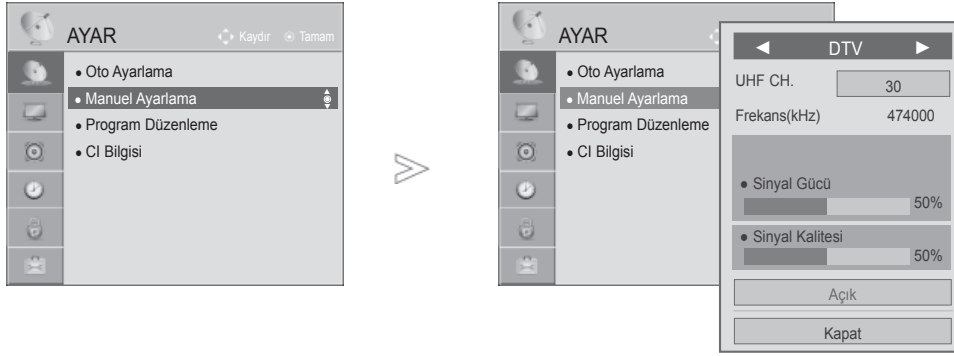 AYAR
Kaydır Tamam
• Oto Ayarlama
• Manuel Ayarlama
• Program Düzenleme
• CI Bilgisi
AYAR
• Oto Ayarlama
• Manuel Ayarlama
• Program Düzenleme
• CI Bilgisi
◄ DTV ►
UHF CH. 30
Frekans(kHz) 474000
• Sinyal Gücü
50%
• Sinyal Kalitesi
50%
Açık
Kapat